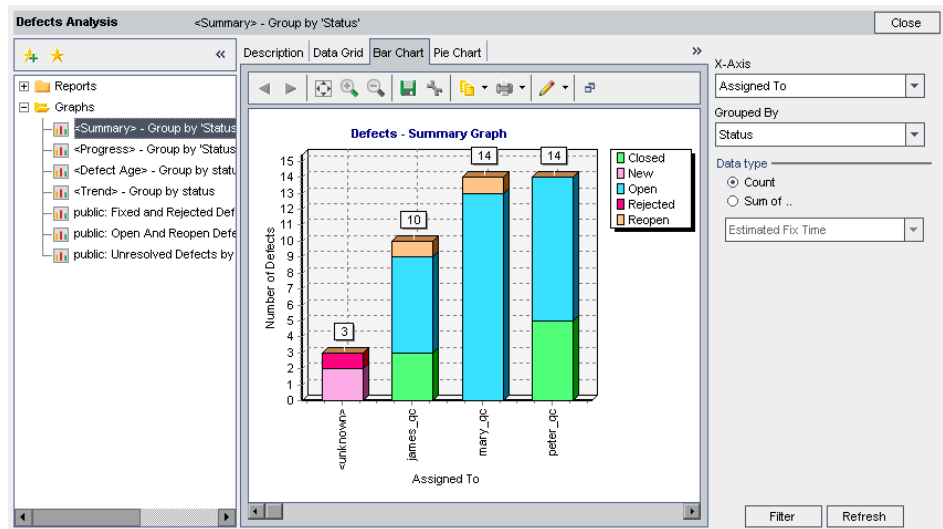 Defects Analysis <Summary> - Group by 'Status' Close
Description Data Grid Bar Chart Pie Chart
Reports
Graphs
<Summary> - Group by 'Status
<Progress> - Group by 'Status
<Defect Age> - Group by statu
<Trend> - Group by status
public: Fixed and Rejected Def
public: Open And Reopen Defe
public: Unresolved Defects by
Defects - Summary Graph
Number of Defects
15
14
13
12
11
10
9
8
7
6
5
4
3
2
1
0
3
10
14
14
<unknown>
james_qc
mary_qc
peter_qc
Assigned To
Closed
New
Open
Rejected
Reopen
X-Axis
Assigned To
Grouped By
Status
Data type
Count
Sum of ..
Estimated Fix Time
Filter Refresh